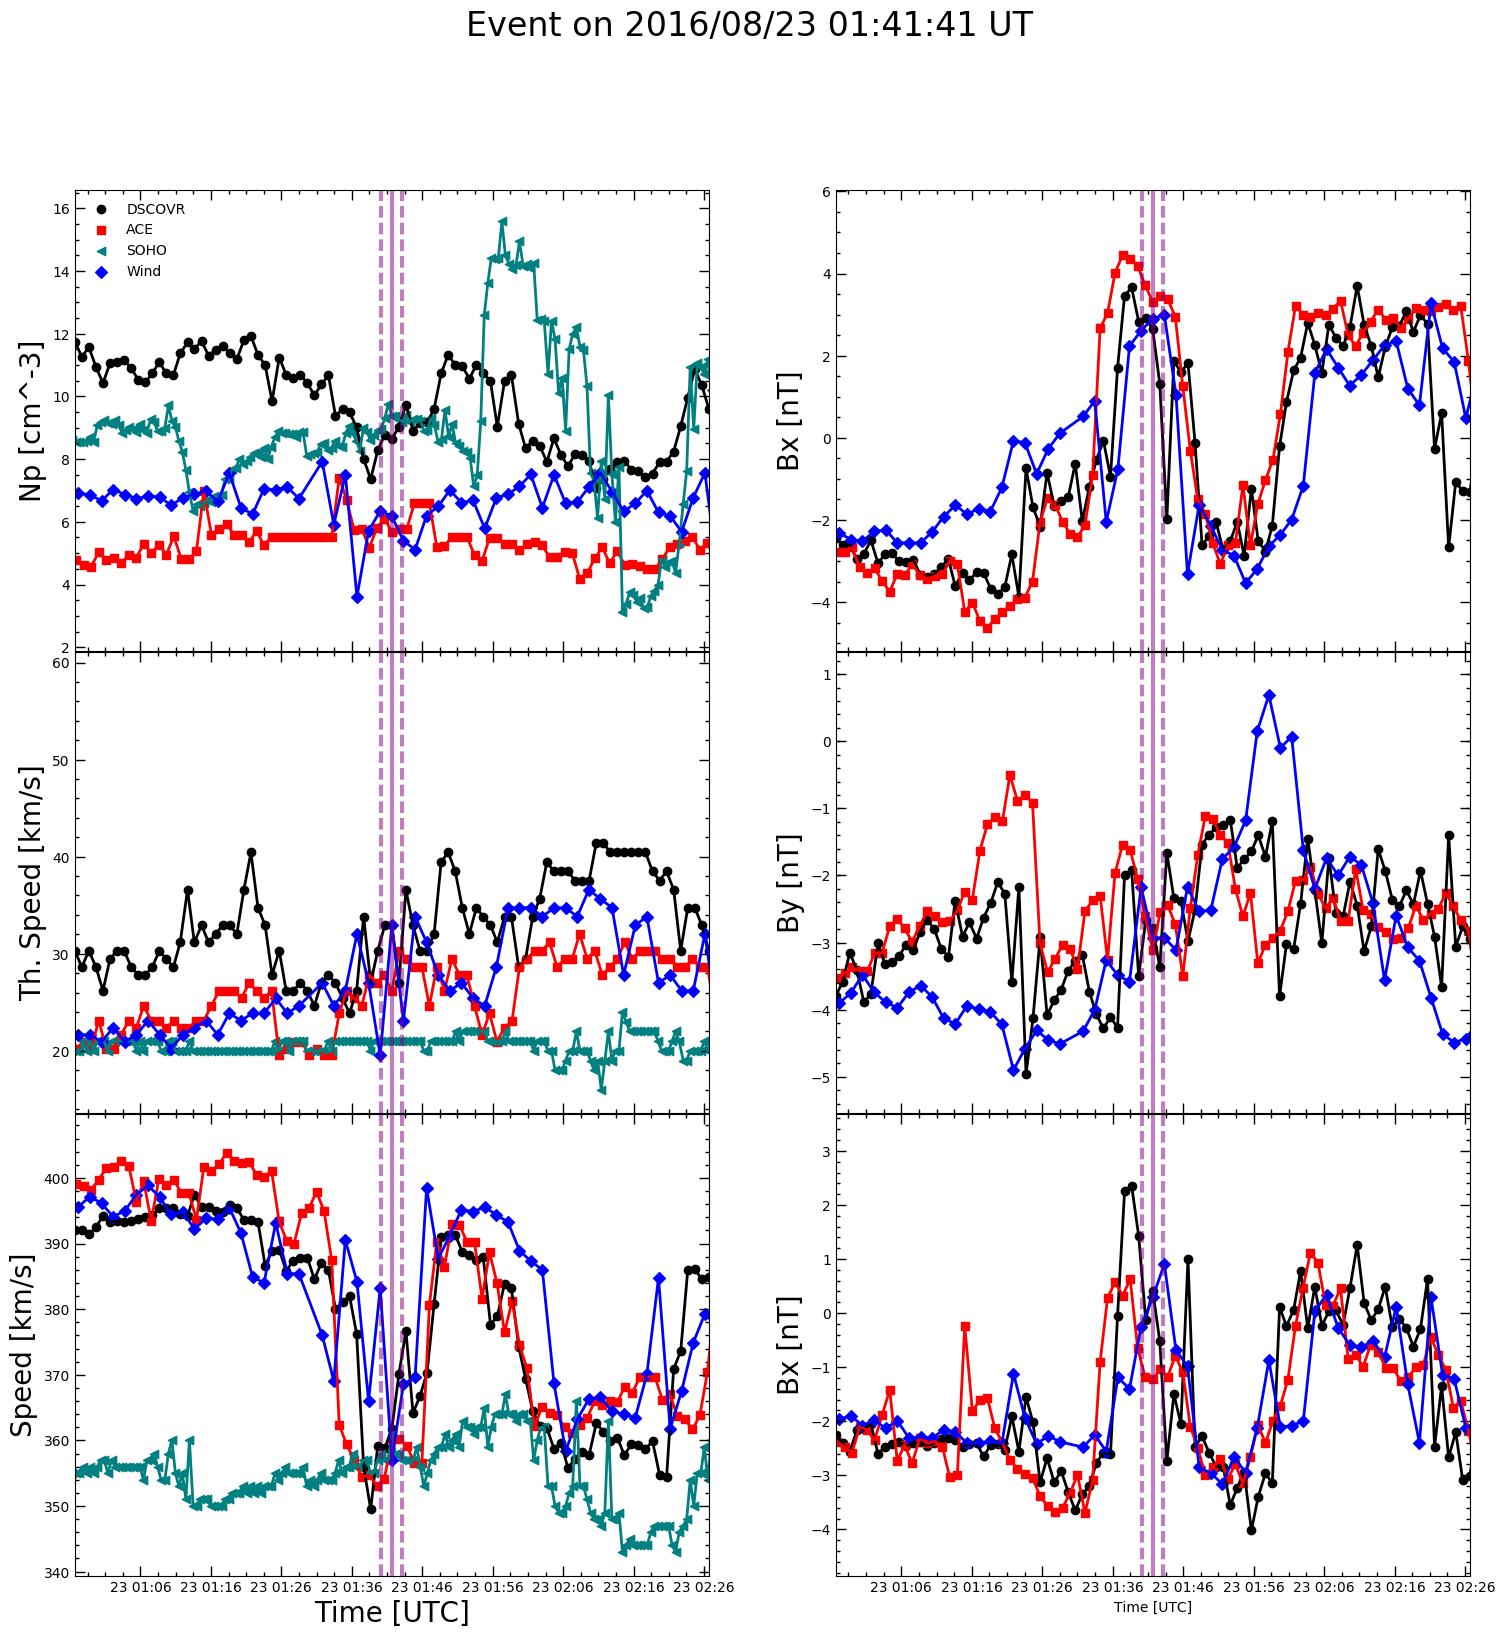 Event on 2016/08/23 01:41:41 UT
DSCOVR
ACE
SOHO
Wind
Np [cm^-3]
16
14
12
10
8
6
4
2
Th. Speed [km/s]
60
50
40
30
20
Speed [km/s]
400
390
380
370
360
350
340
23 01:06 23 01:16 23 01:26 23 01:36 23 01:46 23 01:56 23 02:06 23 02:16 23 02:26
Time [UTC]
Bx [nT]
6
4
2
0
−2
−4
By [nT]
1
0
−1
−2
−3
−4
−5
Bx [nT]
3
2
1
0
−1
−2
−3
−4
23 01:06 23 01:16 23 01:26 23 01:36 23 01:46 23 01:56 23 02:06 23 02:16 23 02:26
Time [UTC]